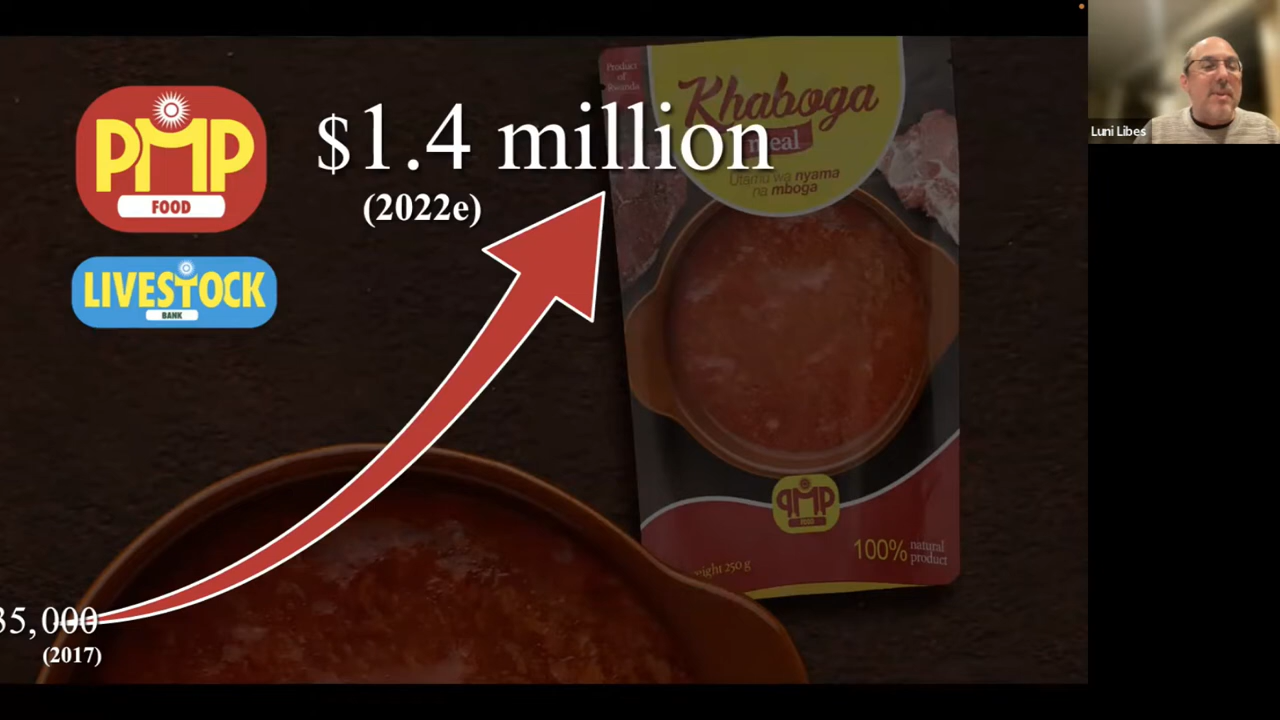 PMP
FOOD
LIVESTOCK
BANK
$1.4 million
(2022e)
35,000
(2017)
Product
of
Rwanda
Khaboga
meal
Utamu wa nyama
na mboga
PMP
FOOD
100% natural
product
250 g
Luni Libes